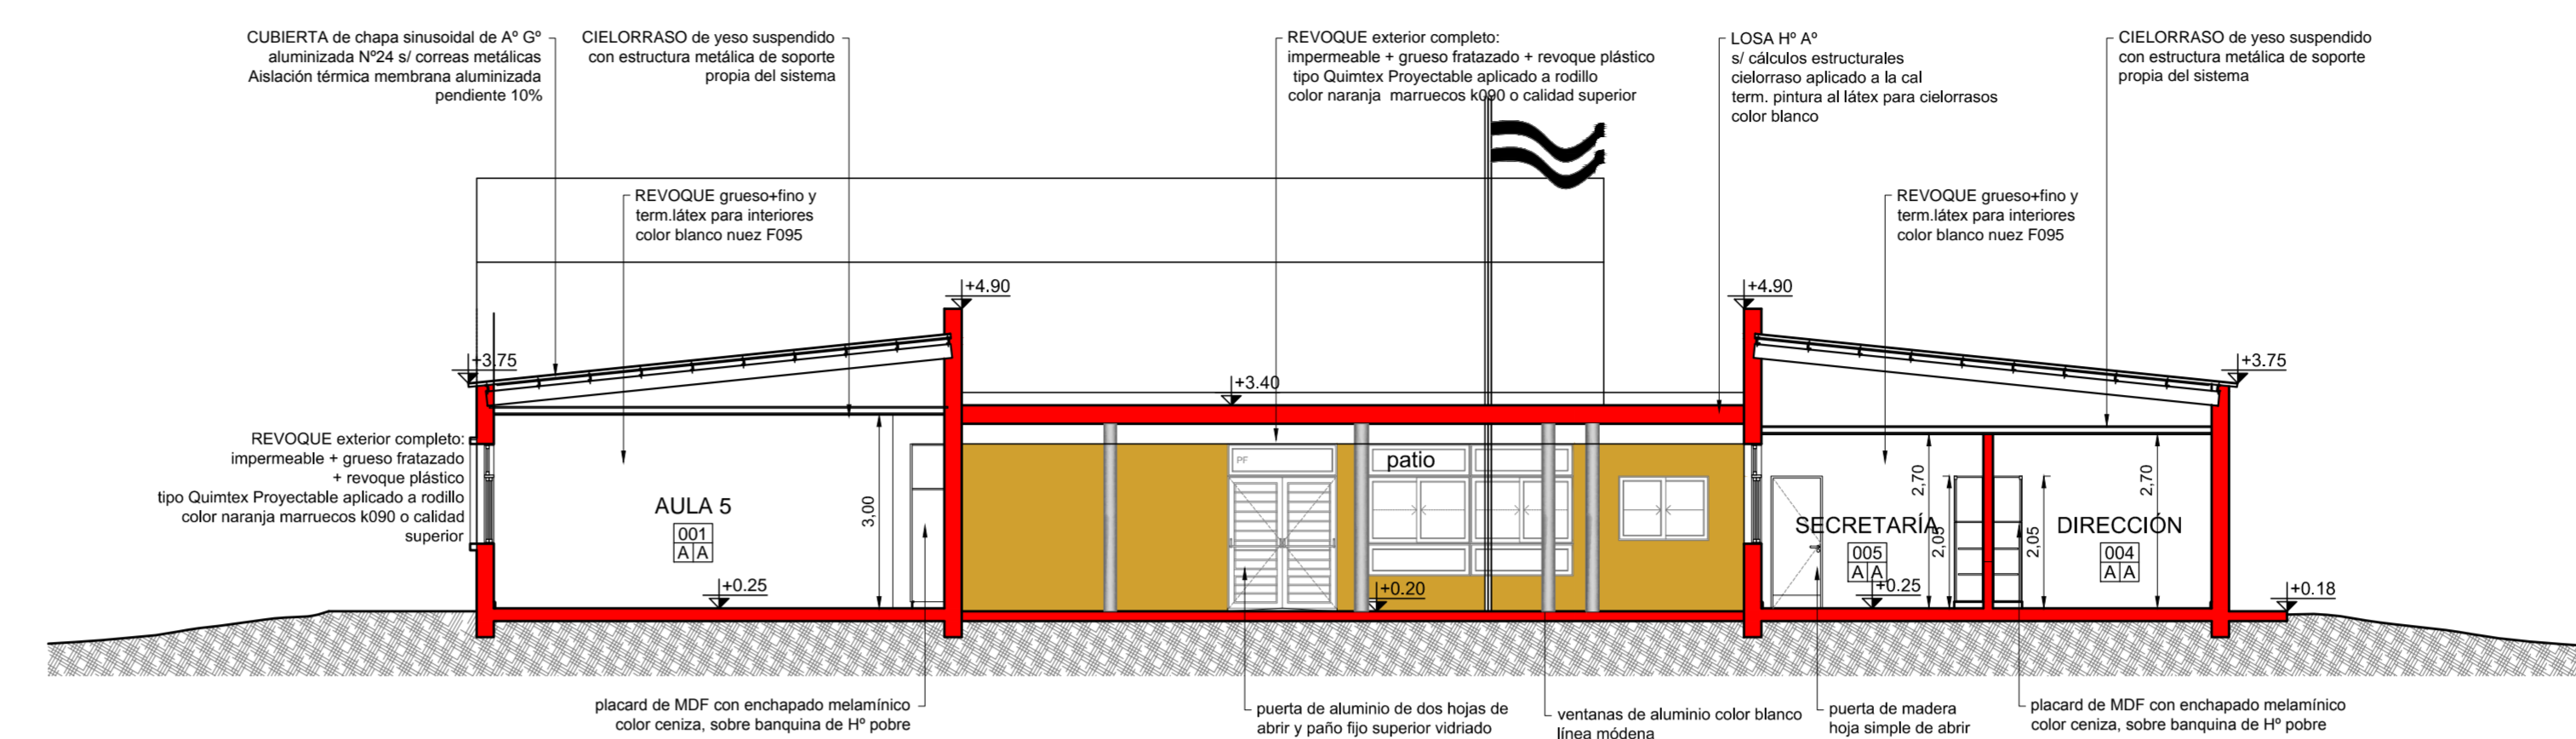 CUBIERTA de chapa sinusoidal de Aº Gº
aluminizada Nº24 s/ correas metálicas
Aislación térmica membrana aluminizada
pendiente 10%
CIELORRASO de yeso suspendido
con estructura metálica de soporte
propia del sistema
REVOQUE exterior completo:
impermeable + grueso fratazado + revoque plástico
tipo Quimtex Proyectable aplicado a rodillo
color naranja marruecos k090 o calidad superior
LOSA Hº Aº
s/ cálculos estructurales
cielorraso aplicado a la cal
term. pintura al látex para cielorrasos
color blanco
CIELORRASO de yeso suspendido
con estructura metálica de soporte
propia del sistema
REVOQUE grueso+fino y
term.látex para interiores
color blanco nuez F095
REVOQUE grueso+fino y
term.látex para interiores
color blanco nuez F095
+4.90
+4.90
+3.75
+3.40
+3.75
REVOQUE exterior completo:
impermeable + grueso fratazado
+ revoque plástico
tipo Quimtex Proyectable aplicado a rodillo
color naranja marruecos k090 o calidad
superior
AULA 5
001
A A
3,00
+0.25
PF
patio
+0.20
SECRETARÍA
005
A A
+0.25
2,70
2,05
2,05
2,70
DIRECCIÓN
004
A A
+0.18
placard de MDF con enchapado melamínico
color ceniza, sobre banquina de Hº pobre
puerta de aluminio de dos hojas de
abrir y paño fijo superior vidriado
ventanas de aluminio color blanco
línea módena
puerta de madera
hoja simple de abrir
placard de MDF con enchapado melamínico
color ceniza, sobre banquina de Hº pobre